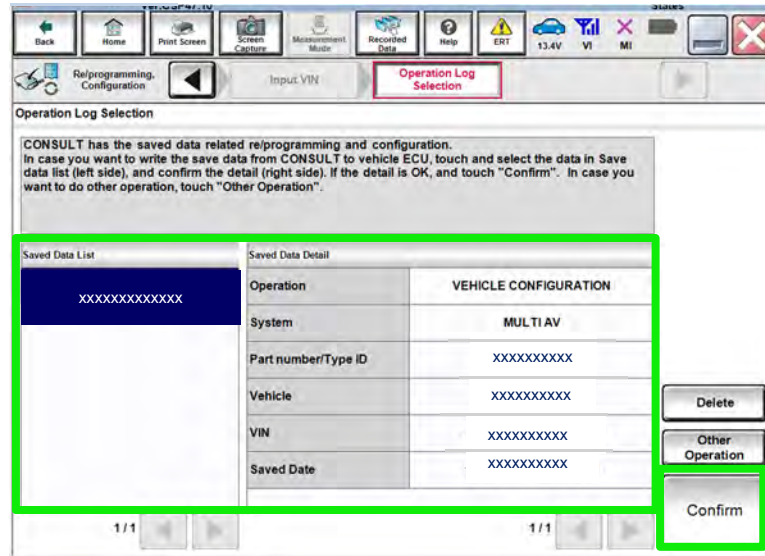 Ver.CSP47.10
States
Back
Home
Print Screen
Screen Capture
Measurement Mode
Recorded Data
Help
ERT
13.4V
VI
MI
Re/programming, Configuration
Input VIN
Operation Log Selection
Operation Log Selection
CONSULT has the saved data related re/programming and configuration.
In case you want to write the save data from CONSULT to vehicle ECU, touch and select the data in Save
data list (left side), and confirm the detail (right side). If the detail is OK, and touch "Confirm". In case you
want to do other operation, touch "Other Operation".
Saved Data List
Saved Data Detail
xxxxxxxxxxxxx
Operation
VEHICLE CONFIGURATION
System
MULTI AV
Part number/Type ID
xxxxxxxxxx
Vehicle
xxxxxxxxxx
VIN
xxxxxxxxxx
Saved Date
xxxxxxxxxx
Delete
Other
Operation
Confirm
1/1
1/1